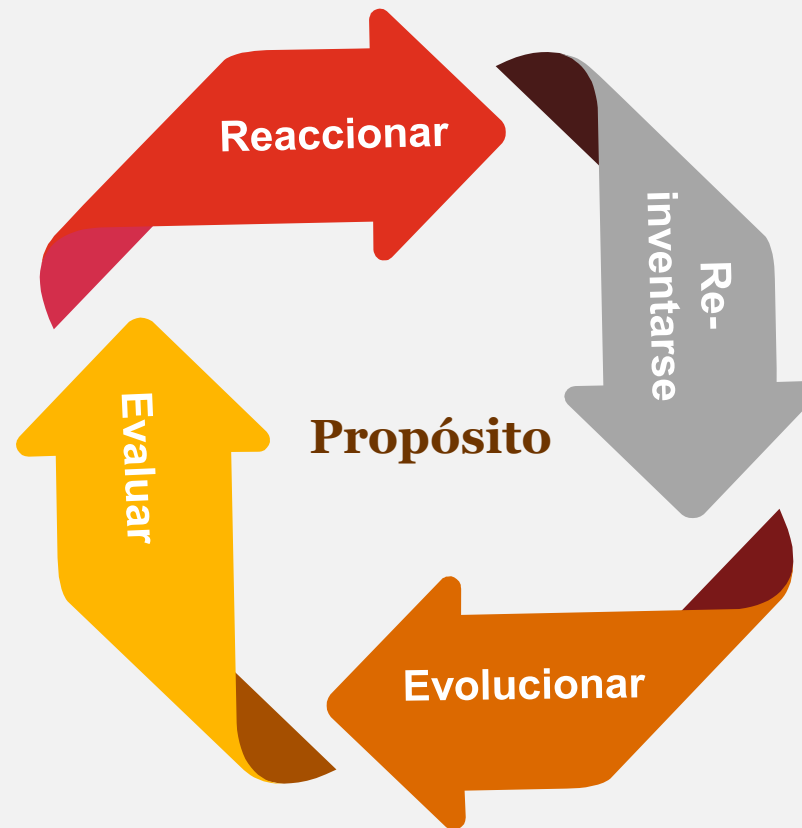 Reaccionar
Re-
inventarse
Propósito
Evaluar
Evolucionar